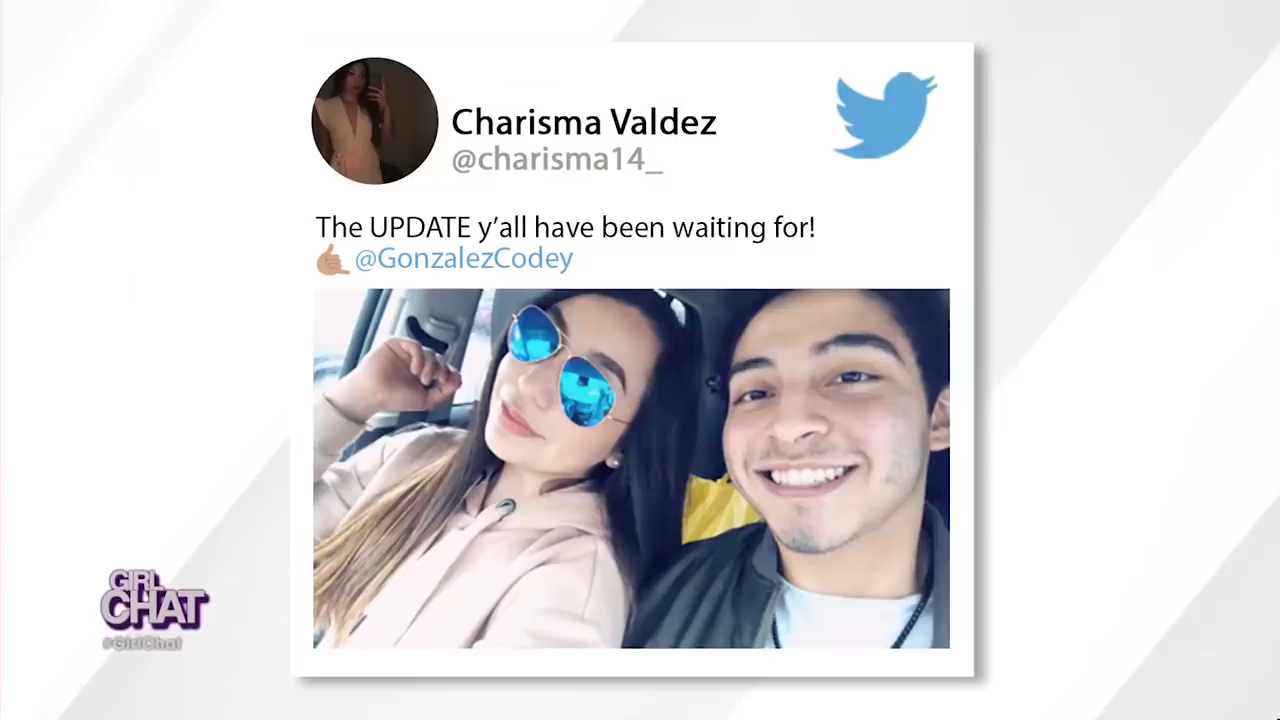 Charisma Valdez
@charisma14_
The UPDATE y’all have been waiting for!
🤙🏽 @GonzalezCodey
GIRL
CHAT
#GirlChat